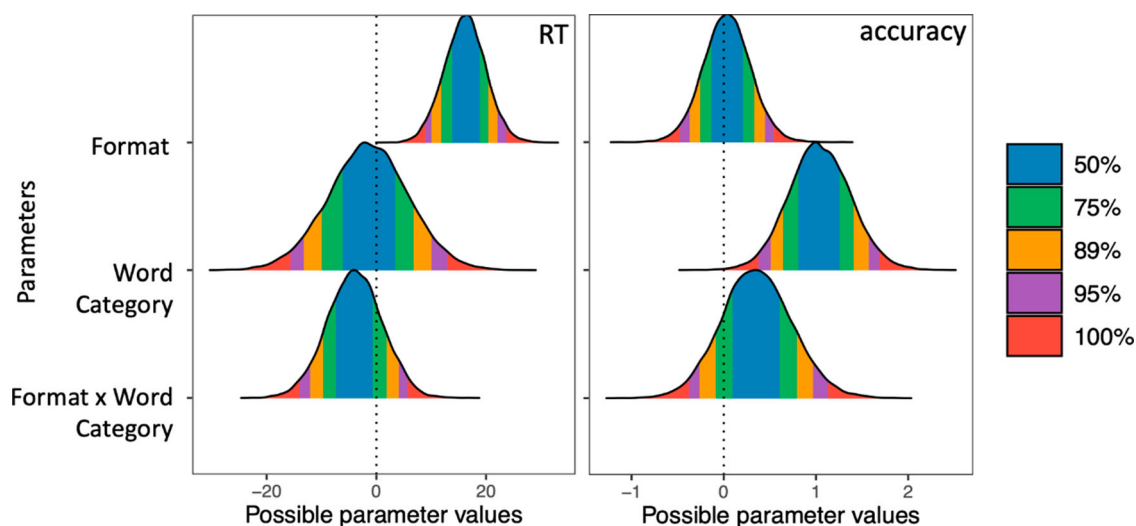 RT
accuracy
Parameters
Format
Word
Category
Format x Word
Category
−20
0
20
−1
0
1
2
Possible parameter values
Possible parameter values
50%
75%
89%
95%
100%